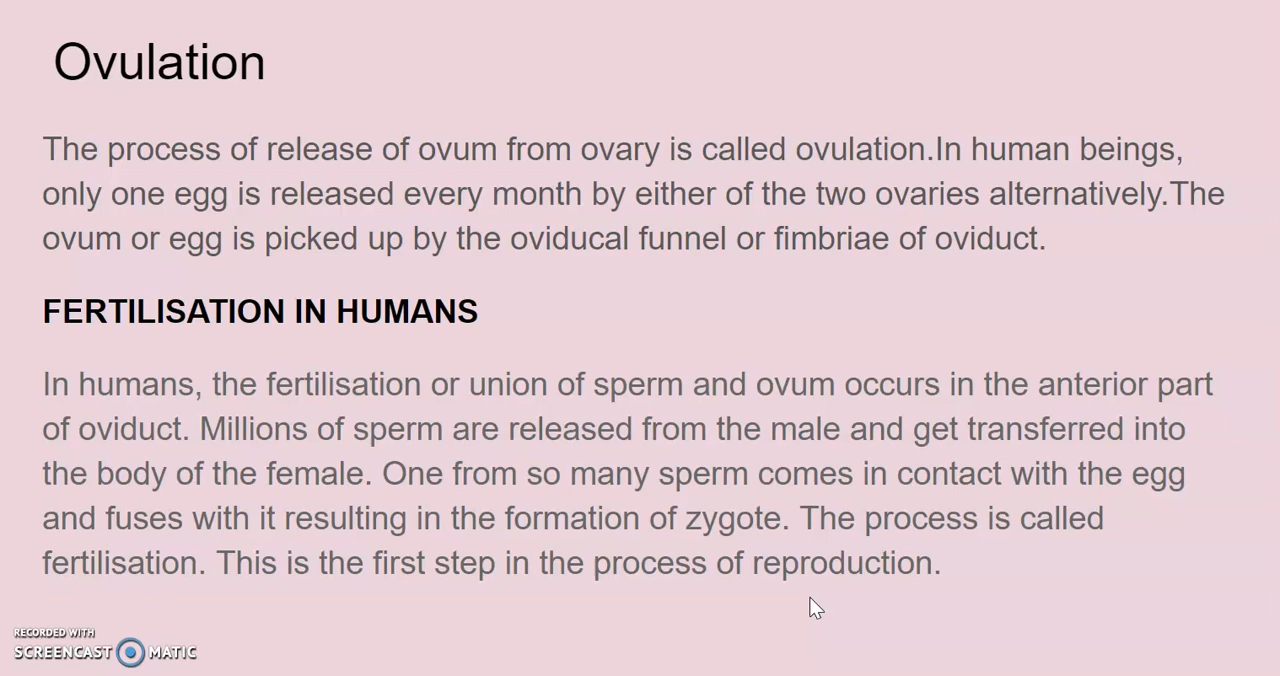 Ovulation
The process of release of ovum from ovary is called ovulation.In human beings,
only one egg is released every month by either of the two ovaries alternatively.The
ovum or egg is picked up by the oviducal funnel or fimbriae of oviduct.
FERTILISATION IN HUMANS
In humans, the fertilisation or union of sperm and ovum occurs in the anterior part
of oviduct. Millions of sperm are released from the male and get transferred into
the body of the female. One from so many sperm comes in contact with the egg
and fuses with it resulting in the formation of zygote. The process is called
fertilisation. This is the first step in the process of reproduction.
RECORDED WITH
SCREENCAST MATIC